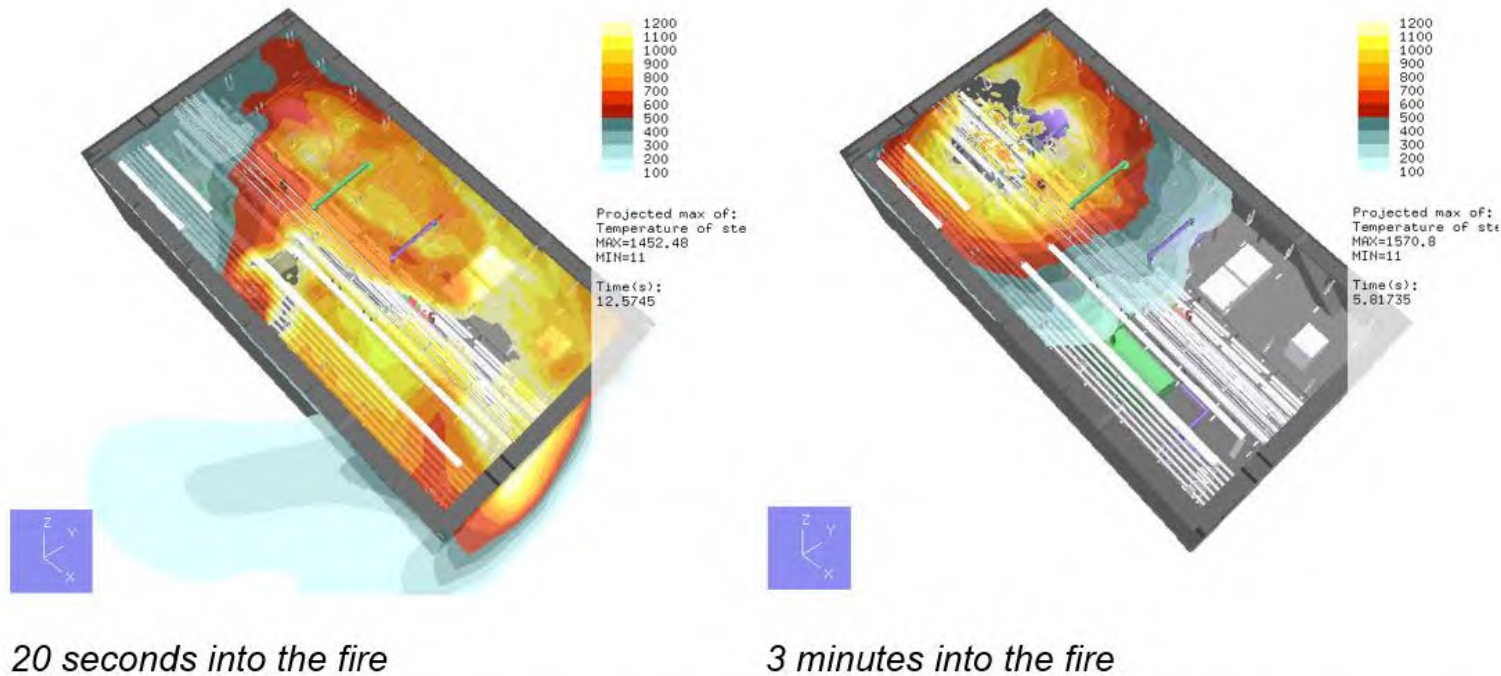 1200
1100
1000
900
800
700
600
500
400
300
200
100
Projected max of:
Temperature of ste
MAX=1452.48
MIN=11
Time(s):
12.5745
Z
Y
X
20 seconds into the fire
1200
1100
1000
900
800
700
600
500
400
300
200
100
Projected max of:
Temperature of ste
MAX=1570.8
MIN=11
Time(s):
5.81735
Z
Y
X
3 minutes into the fire